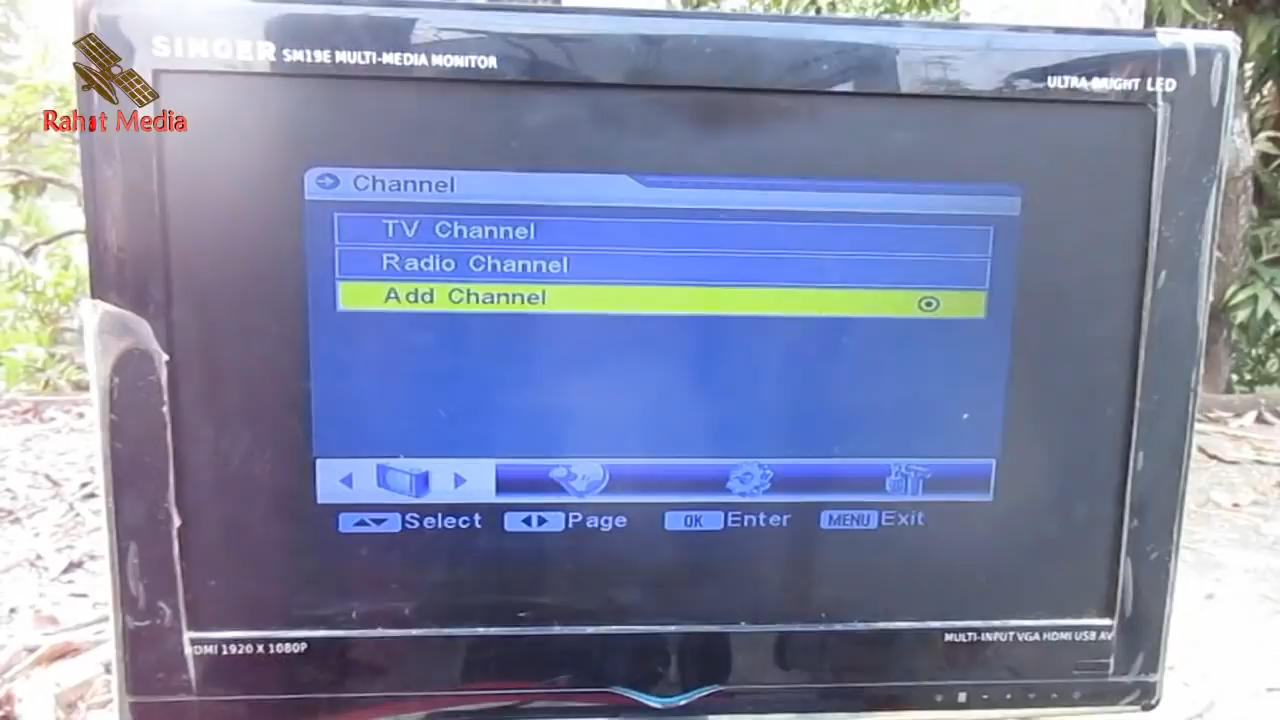 SINGER SM19E MULTI-MEDIA MONITOR
ULTRA-BRIGHT LED
Rahat Media
Channel
TV Channel
Radio Channel
Add Channel
Select Page OK Enter MENU Exit
HDMI 1920 X 1080P
MULTI-INPUT VGA HDMI USB AV